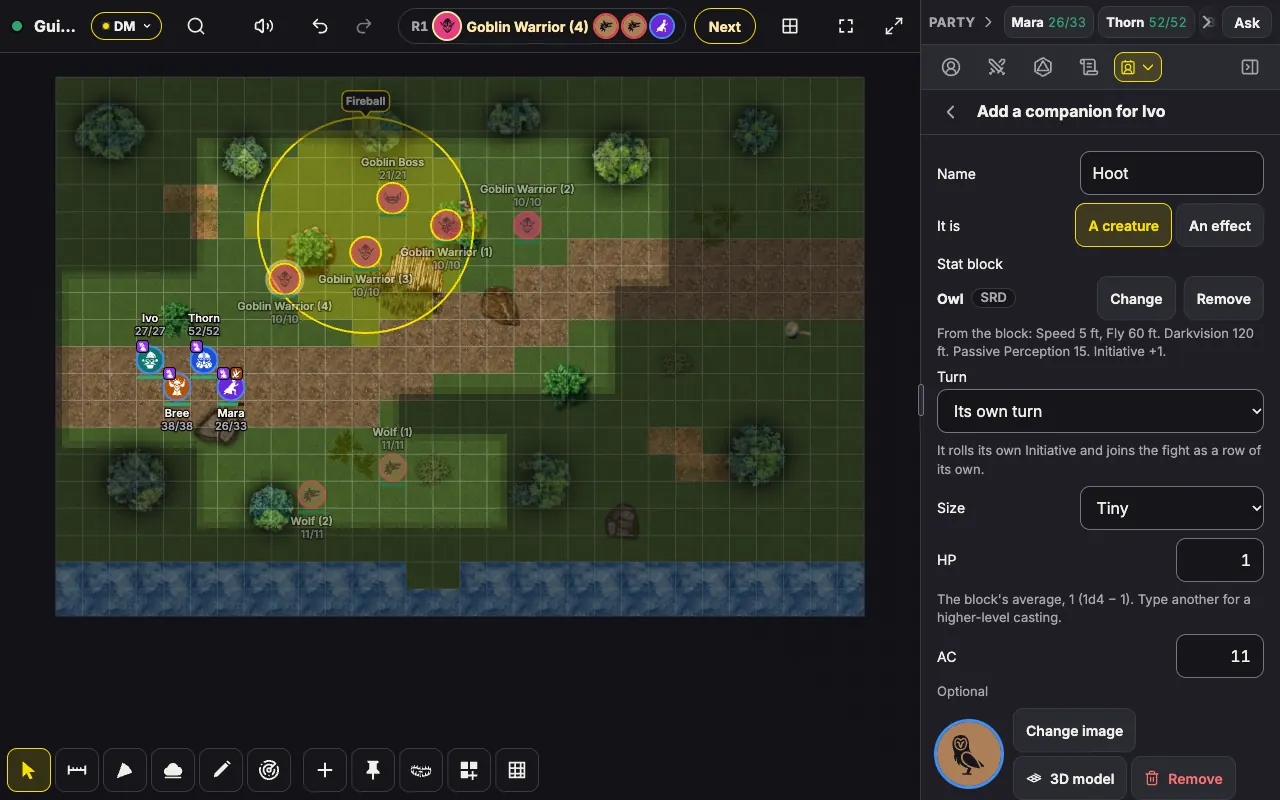 Gui...
DM
R1
Goblin Warrior (4)
Next
PARTY
Mara 26/33
Thorn 52/52
Ask
Add a companion for Ivo
Name
Hoot
It is
A creature
An effect
Stat block
Owl
SRD
Change
Remove
From the block: Speed 5 ft, Fly 60 ft. Darkvision 120
ft. Passive Perception 15. Initiative +1.
Turn
Its own turn
It rolls its own Initiative and joins the fight as a row of
its own.
Size
Tiny
HP
1
The block's average, 1 (1d4 − 1). Type another for a
higher-level casting.
AC
11
Optional
Change image
3D model
Remove
Fireball
Goblin Boss
21/21
Goblin Warrior (2)
10/10
Goblin Warrior (1)
10/10
Goblin Warrior (3)
10/10
Goblin Warrior (4)
10/10
Ivo
27/27
Thorn
52/52
Bree
38/38
Mara
26/33
Wolf (1)
11/11
Wolf (2)
11/11